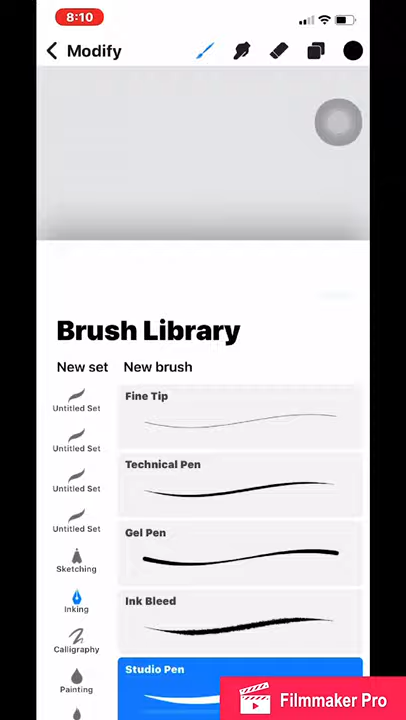 8:10
Modify
Brush Library
New set New brush
Untitled Set
Untitled Set
Untitled Set
Untitled Set
Sketching
Inking
Calligraphy
Painting
Fine Tip
Technical Pen
Gel Pen
Ink Bleed
Studio Pen
Filmmaker Pro